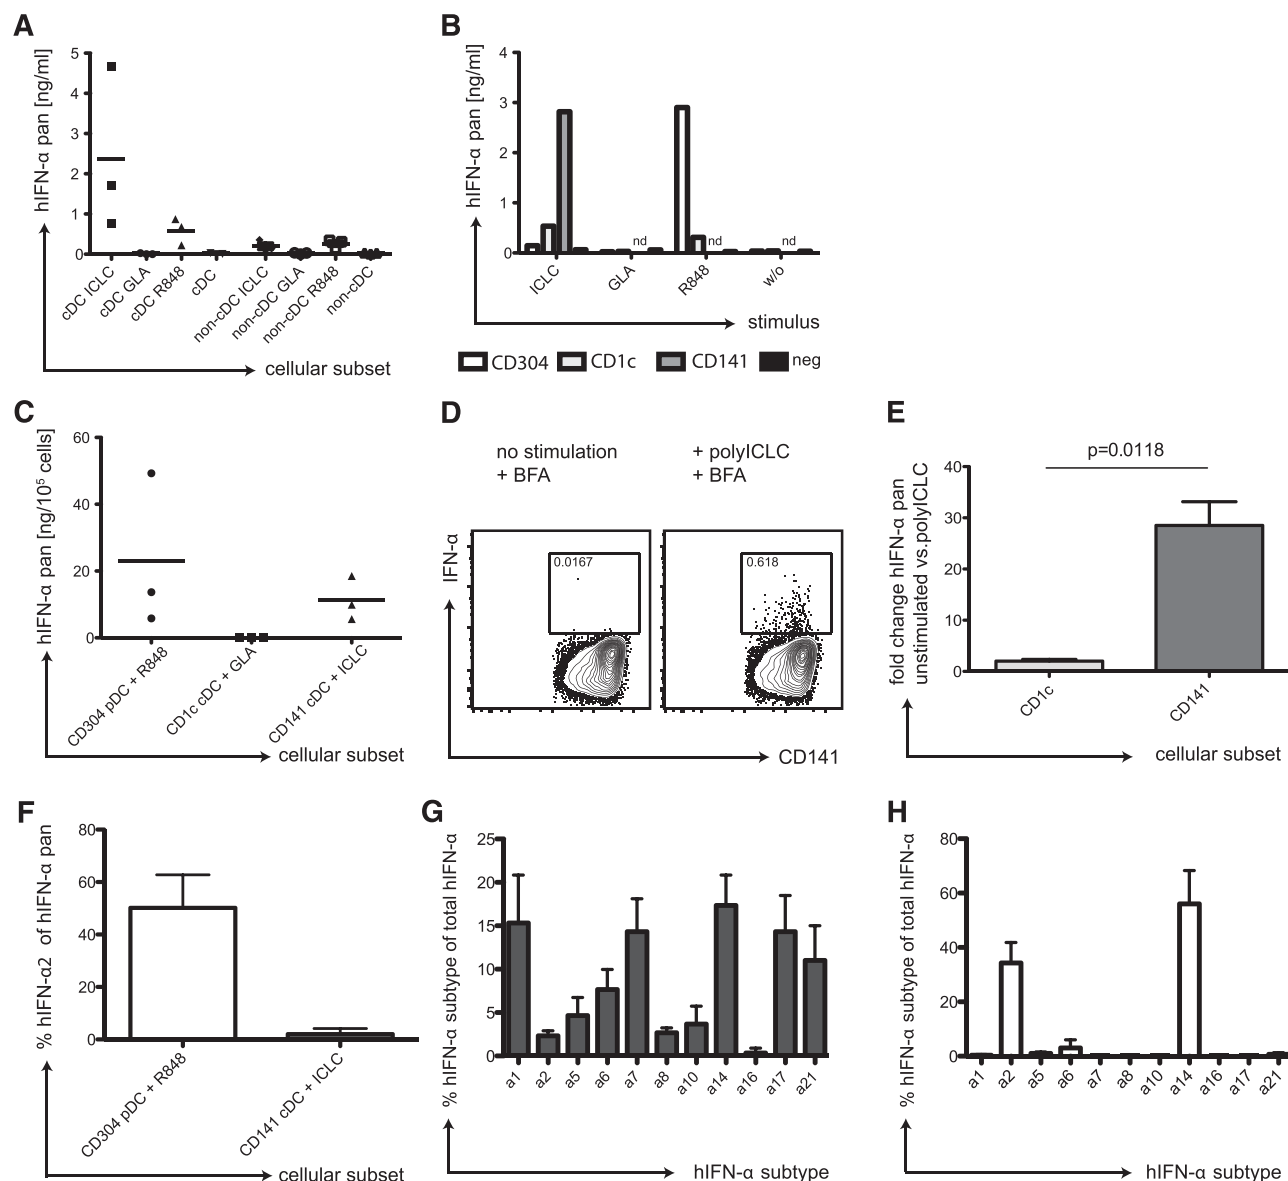 A
hIFN-α pan [ng/ml]
5
4
3
2
1
0
cDC ICLC
cDC GLA
cDC R848
cDC
non-cDC ICLC
non-cDC GLA
non-cDC R848
non-cDC
cellular subset
B
hIFN-α pan [ng/ml]
4
3
2
1
0
nd
nd
nd
ICLC
GLA
R848
w/o
stimulus
CD304 CD1c CD141 neg
C
hIFN-α pan [ng/10⁵ cells]
60
40
20
0
CD304 pDC + R848
CD1c cDC + GLA
CD141 cDC + ICLC
cellular subset
D
no stimulation
+ BFA
+ polyICLC
+ BFA
IFN-α
0.0167
0.618
CD141
E
p=0.0118
fold change hIFN-α pan
unstimulated vs.polyICLC
40
30
20
10
0
CD1c
CD141
cellular subset
F
% hIFN-α2 of hIFN-α pan
80
60
40
20
0
CD304 pDC + R848
CD141 cDC + ICLC
cellular subset
G
% hIFN-α subtype of total hIFN-α
25
20
15
10
5
0
a1
a2
a5
a6
a7
a8
a10
a14
a16
a17
a21
hIFN-α subtype
H
% hIFN-α subtype of total hIFN-α
80
60
40
20
0
a1
a2
a5
a6
a7
a8
a10
a14
a16
a17
a21
hIFN-α subtype